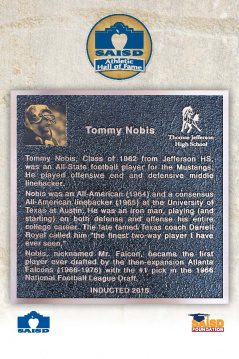 SAISD
Athletic
Hall of Fame
Tommy Nobis
Thomas Jefferson
High School
Tommy Nobis, Class of 1962 from Jefferson HS,
was an All-State football player for the Mustangs.
He played offensive end and defensive middle
linebacker.
Nobis was an All-American (1964) and a consensus
All-American linebacker (1965) at the University of
Texas at Austin. He was an iron man, playing (and
starting) on both defense and offense his entire
college career. The late famed Texas coach Darrell
Royal called him "the finest two-way player I have
ever seen."
Nobis, nicknamed Mr. Falcon, became the first
player ever drafted by the then-expansion Atlanta
Falcons (1966-1976) with the #1 pick in the 1966
National Football League Draft.
INDUCTED 2015
SAISD
SAISD
FOUNDATION